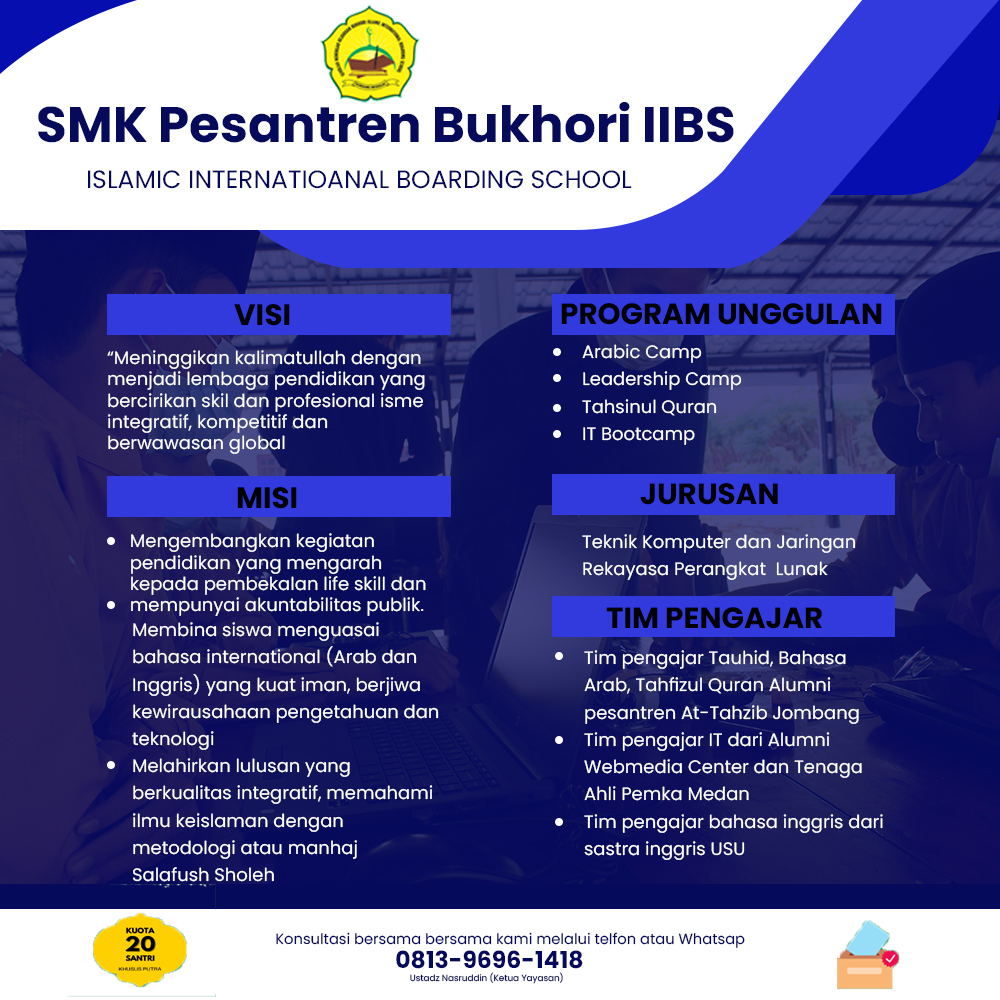 SMK Pesantren Bukhori IIBS
ISLAMIC INTERNATIOANAL BOARDING SCHOOL
VISI
“Meninggikan kalimatullah dengan
menjadi lembaga pendidikan yang
bercirikan skil dan profesional isme
integratif, kompetitif dan
berwawasan global
MISI
• Mengembangkan kegiatan
pendidikan yang mengarah
kepada pembekalan life skill dan
• mempunyai akuntabilitas publik.
Membina siswa menguasai
bahasa international (Arab dan
Inggris) yang kuat iman, berjiwa
kewirausahaan pengetahuan dan
teknologi
• Melahirkan lulusan yang
berkualitas integratif, memahami
ilmu keislaman dengan
metodologi atau manhaj
Salafush Sholeh
PROGRAM UNGGULAN
• Arabic Camp
• Leadership Camp
• Tahsinul Quran
• IT Bootcamp
JURUSAN
Teknik Komputer dan Jaringan
Rekayasa Perangkat Lunak
TIM PENGAJAR
• Tim pengajar Tauhid, Bahasa
Arab, Tahfizul Quran Alumni
pesantren At-Tahzib Jombang
• Tim pengajar IT dari Alumni
Webmedia Center dan Tenaga
Ahli Pemka Medan
• Tim pengajar bahasa inggris dari
sastra inggris USU
KUOTA
20
SANTRI
KHUSUS PUTRA
Konsultasi bersama bersama kami melalui telfon atau Whatsap
0813-9696-1418
Ustadz Nasruddin (Ketua Yayasan)